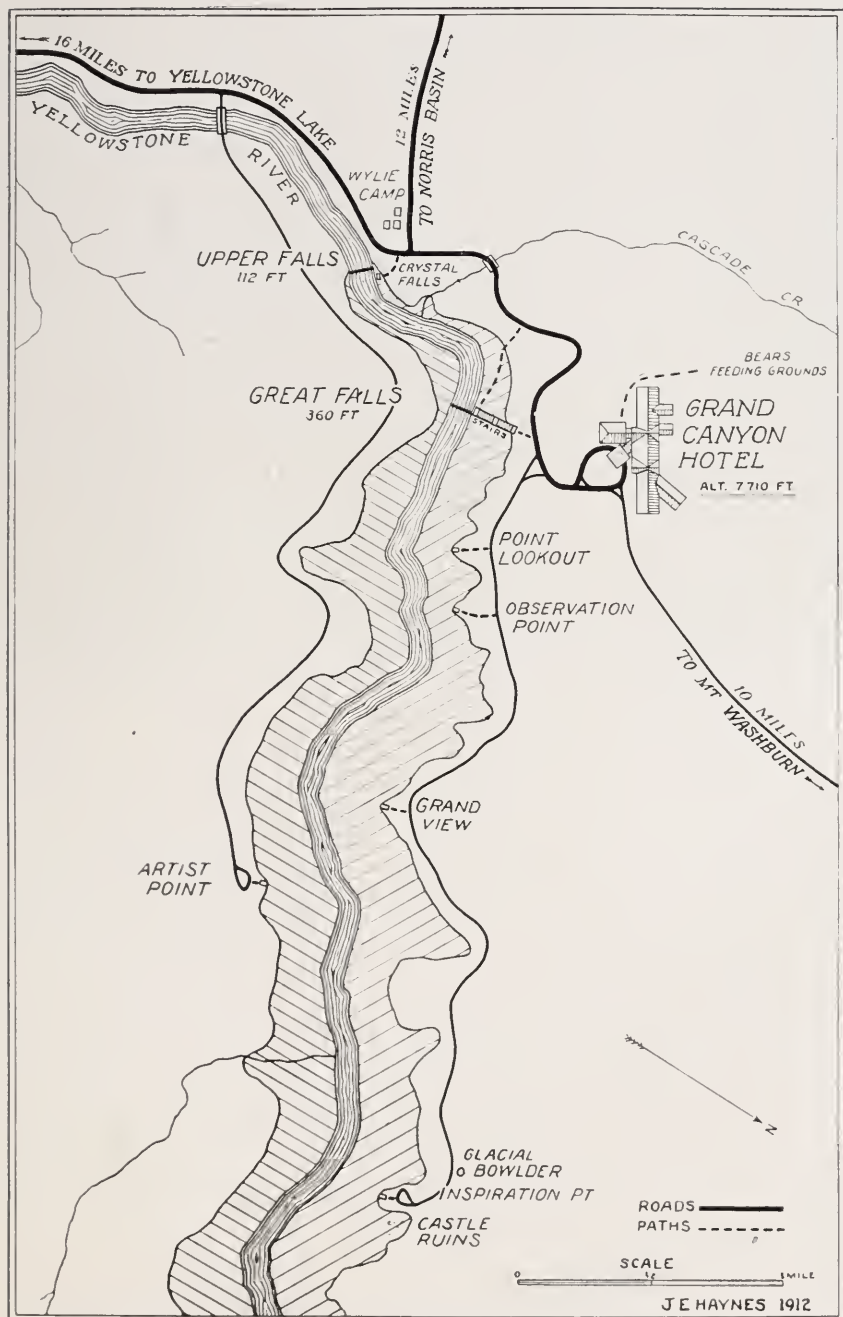 16 MILES TO YELLOWSTONE LAKE
YELLOWSTONE
RIVER
12 MILES
TO NORRIS BASIN
WYLIE
CAMP
UPPER FALLS
112 FT
CRYSTAL
FALLS
CASCADE
CR.
BEARS
FEEDING GROUNDS
GREAT FALLS
360 FT
STAIRS
GRAND
CANYON
HOTEL
ALT. 7710 FT
POINT
LOOKOUT
OBSERVATION
POINT
10 MILES
TO MT WASHBURN
GRAND
VIEW
ARTIST
POINT
N
GLACIAL
BOWLDER
INSPIRATION PT
CASTLE
RUINS
ROADS
PATHS
SCALE
0 ½ 1 MILE
J E HAYNES 1912